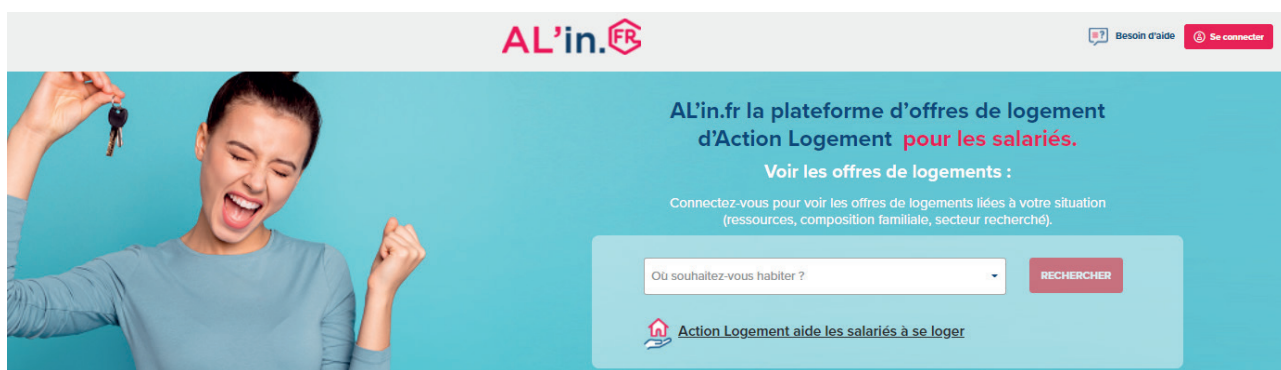 AL'in.FR
Besoin d'aide
Se connecter
AL'in.fr la plateforme d'offres de logement
d'Action Logement pour les salariés.
Voir les offres de logements :
Connectez-vous pour voir les offres de logements liées à votre situation
(ressources, composition familiale, secteur recherché).
Où souhaitez-vous habiter ?
RECHERCHER
Action Logement aide les salariés à se loger